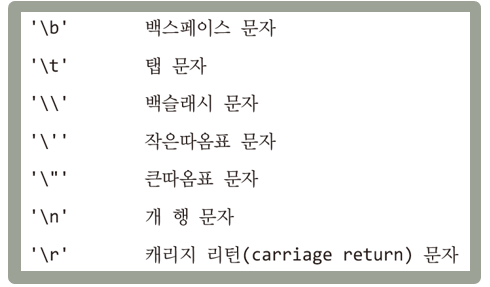 '\b' 백스페이스 문자
'\t' 탭 문자
'\\' 백슬래시 문자
'\'' 작은따옴표 문자
'\"' 큰따옴표 문자
'\n' 개 행 문자
'\r' 캐리지 리턴(carriage return) 문자